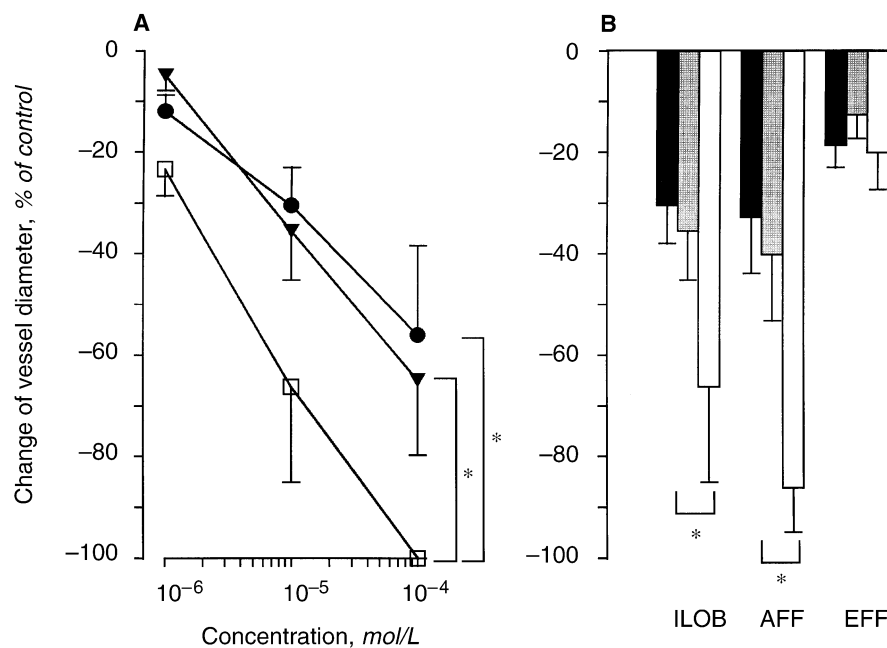 A
B
Change of vessel diameter, % of control
0
–20
–40
–60
–80
–100
10–6
10–5
10–4
Concentration, mol/L
*
*
0
–20
–40
–60
–80
–100
*
*
ILOB
AFF
EFF